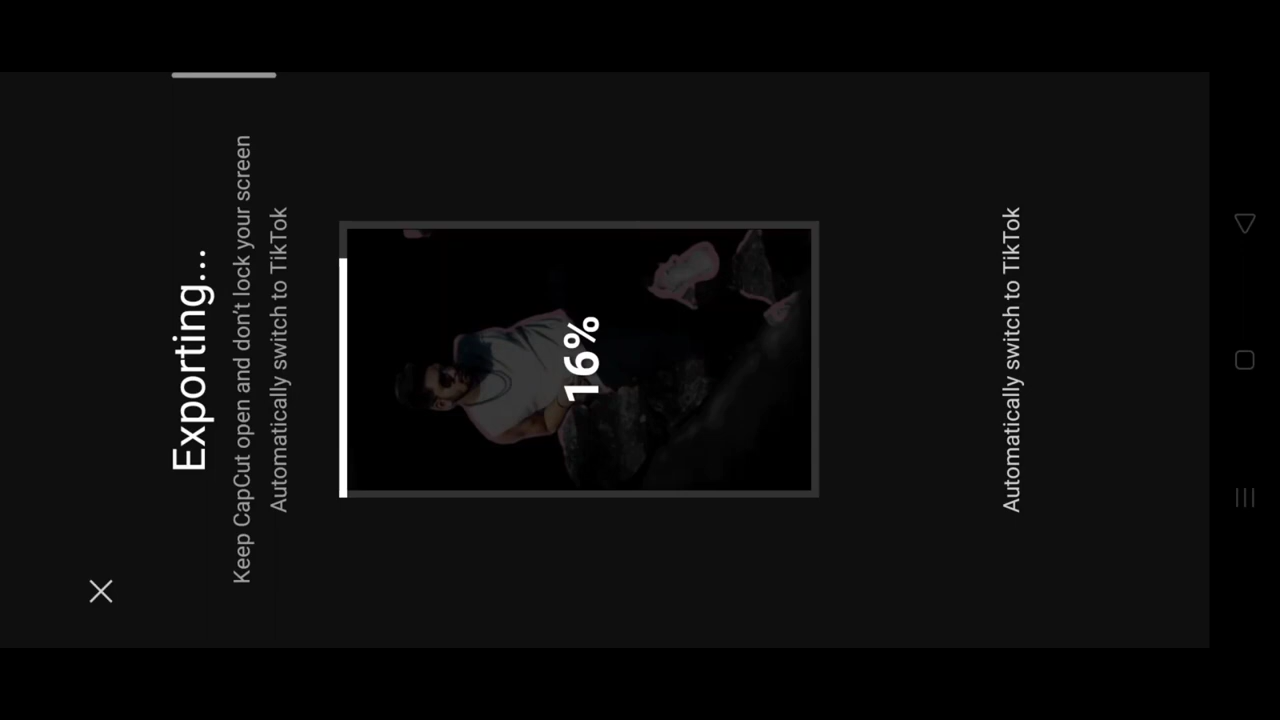 Exporting...
Keep CapCut open and don't lock your screen
Automatically switch to TikTok
16%
Automatically switch to TikTok